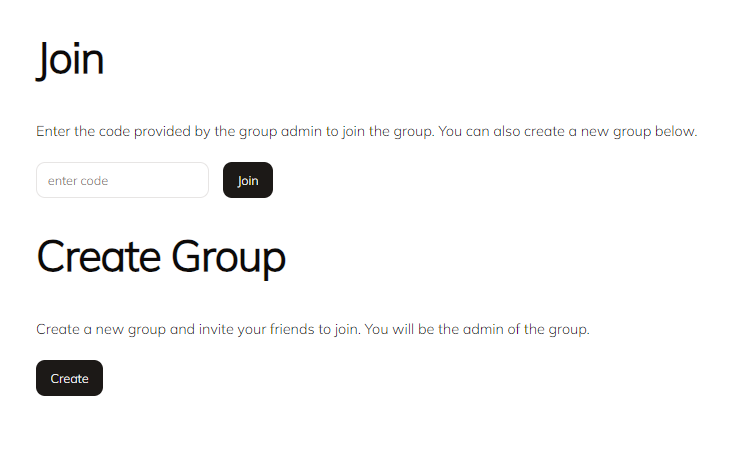 Join
Enter the code provided by the group admin to join the group. You can also create a new group below.
enter code Join
Create Group
Create a new group and invite your friends to join. You will be the admin of the group.
Create